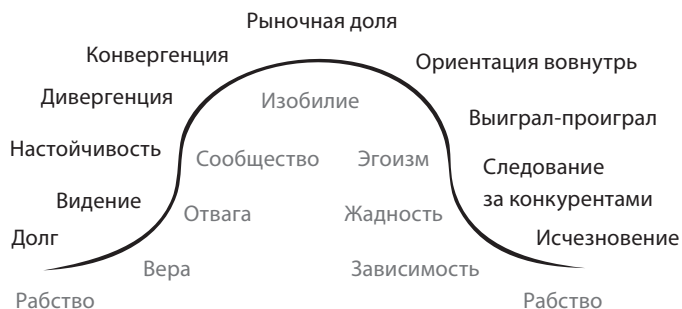 Рыночная доля
Конвергенция
Ориентация вовнутрь
Дивергенция
Изобилие
Выиграл-проиграл
Настойчивость
Сообщество
Эгоизм
Следование
за конкурентами
Видение
Отвага
Жадность
Долг
Исчезновение
Вера
Зависимость
Рабство
Рабство